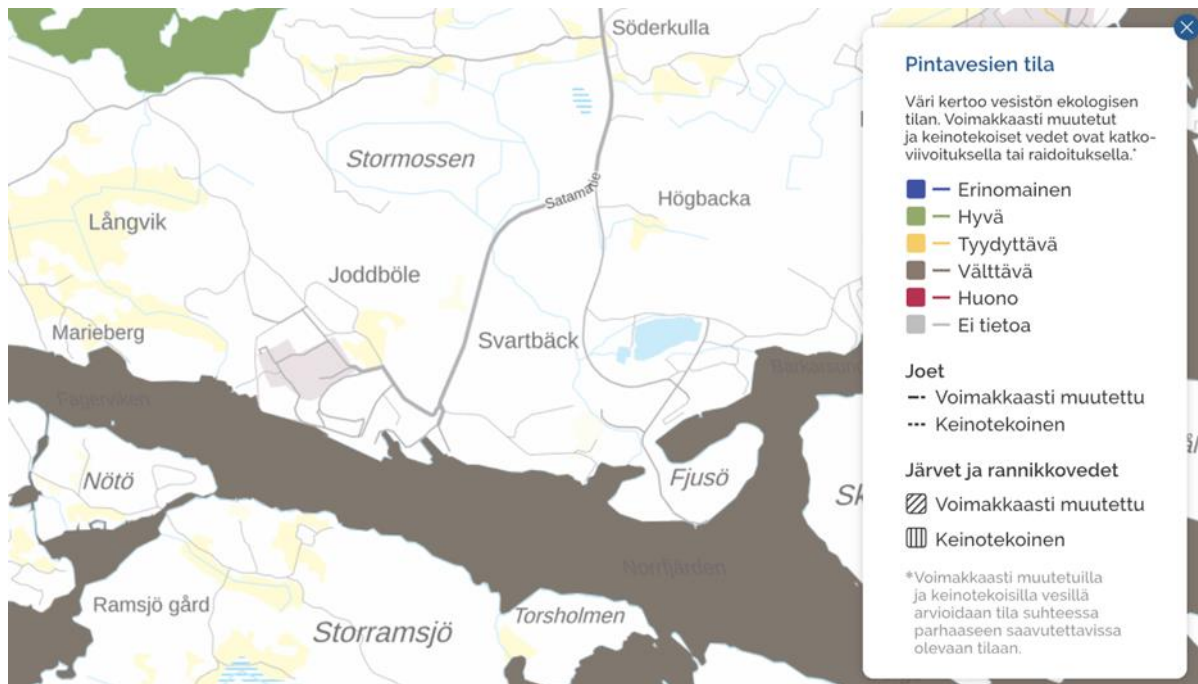 Söderkulla
Stormossen
Satamatie
Högbacka
Långvik
Joddböle
Svartbäck
Marieberg
Fagerviken
Nötö
Fjusö
Norrfjärden
Ramsjö gård
Storramsjö
Torsholmen
Pintavesien tila
Väri kertoo vesistön ekologisen
tilan. Voimakkaasti muutetut
ja keinotekoiset vedet ovat katko-
viivoituksella tai raidoituksella.*
Erinomainen
Hyvä
Tyydyttävä
Välttävä
Huono
Ei tietoa
Joet
Voimakkaasti muutettu
Keinotekoinen
Järvet ja rannikkovedet
Voimakkaasti muutettu
Keinotekoinen
*Voimakkaasti muutetuilla
ja keinotekoisilla vesillä
arvioidaan tila suhteessa
parhaaseen saavutettavissa
olevaan tilaan.